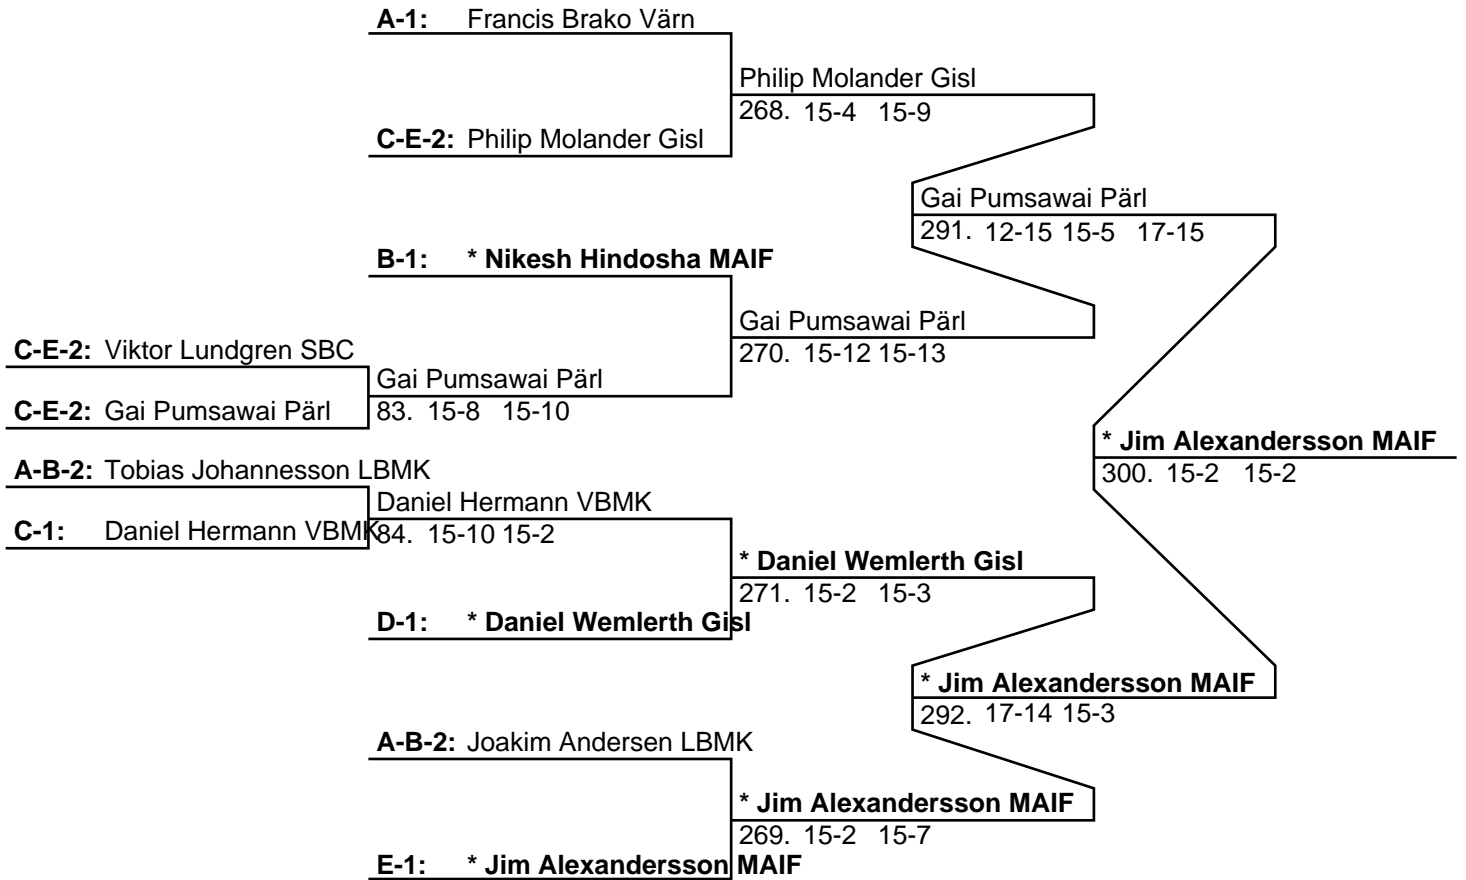 A-1: Francis Brako Värn
Philip Molander Gisl
268. 15-4 15-9
C-E-2: Philip Molander Gisl
Gai Pumsawai Pärl
291. 12-15 15-5 17-15
B-1: * Nikesh Hindosha MAIF
Gai Pumsawai Pärl
270. 15-12 15-13
C-E-2: Viktor Lundgren SBC
Gai Pumsawai Pärl
83. 15-8 15-10
C-E-2: Gai Pumsawai Pärl
* Jim Alexandersson MAIF
300. 15-2 15-2
A-B-2: Tobias Johannesson LBMK
Daniel Hermann VBMK
84. 15-10 15-2
C-1: Daniel Hermann VBMK
* Daniel Wemlerth Gisl
271. 15-2 15-3
D-1: * Daniel Wemlerth Gisl
* Jim Alexandersson MAIF
292. 17-14 15-3
A-B-2: Joakim Andersen LBMK
* Jim Alexandersson MAIF
269. 15-2 15-7
E-1: * Jim Alexandersson MAIF